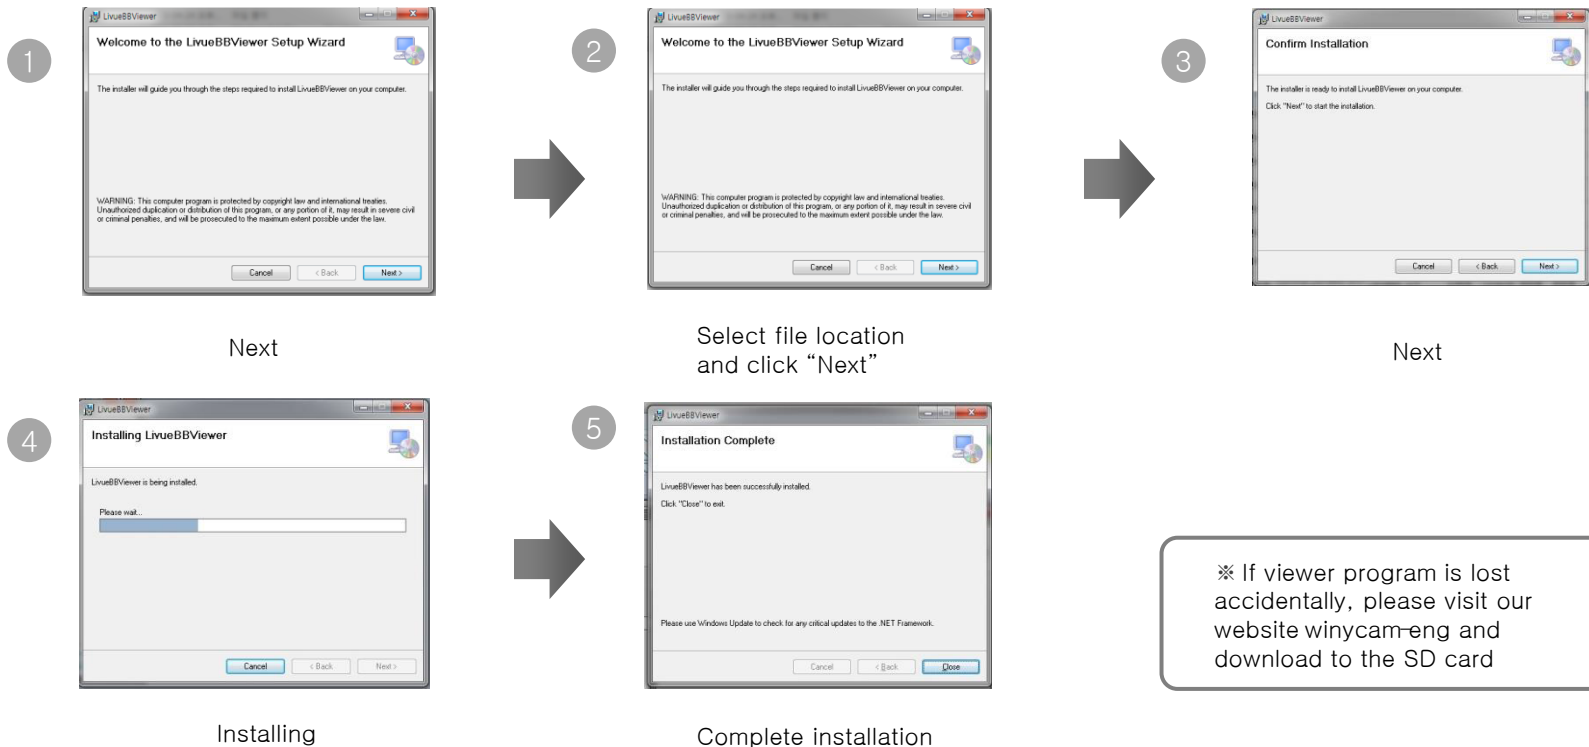 1
LivueBBViewer
Welcome to the LivueBBViewer Setup Wizard
The installer will guide you through the steps required to install LivueBBViewer on your computer.
WARNING: This computer program is protected by copyright law and international treaties.
Unauthorized duplication or distribution of this program, or any portion of it, may result in severe civil
or criminal penalties, and will be prosecuted to the maximum extent possible under the law.
Cancel < Back Next >
Next
2
LivueBBViewer
Welcome to the LivueBBViewer Setup Wizard
The installer will guide you through the steps required to install LivueBBViewer on your computer.
WARNING: This computer program is protected by copyright law and international treaties.
Unauthorized duplication or distribution of this program, or any portion of it, may result in severe civil
or criminal penalties, and will be prosecuted to the maximum extent possible under the law.
Cancel < Back Next >
Select file location
and click “Next”
3
LivueBBViewer
Confirm Installation
The installer is ready to install LivueBBViewer on your computer.
Click "Next" to start the installation.
Cancel < Back Next >
Next
4
LivueBBViewer
Installing LivueBBViewer
LivueBBViewer is being installed.
Please wait...
Cancel < Back Next >
Installing
5
LivueBBViewer
Installation Complete
LivueBBViewer has been successfully installed.
Click "Close" to exit.
Please use Windows Update to check for any critical updates to the .NET Framework.
Cancel < Back Close
Complete installation
※ If viewer program is lost
accidentally, please visit our
website winycam-eng and
download to the SD card